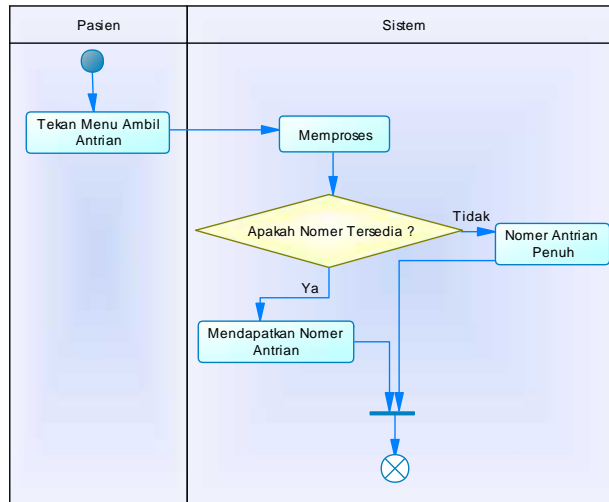 Pasien
Sistem
Tekan Menu Ambil
Antrian
Memproses
Apakah Nomer Tersedia ?
Tidak
Nomer Antrian
Penuh
Ya
Mendapatkan Nomer
Antrian